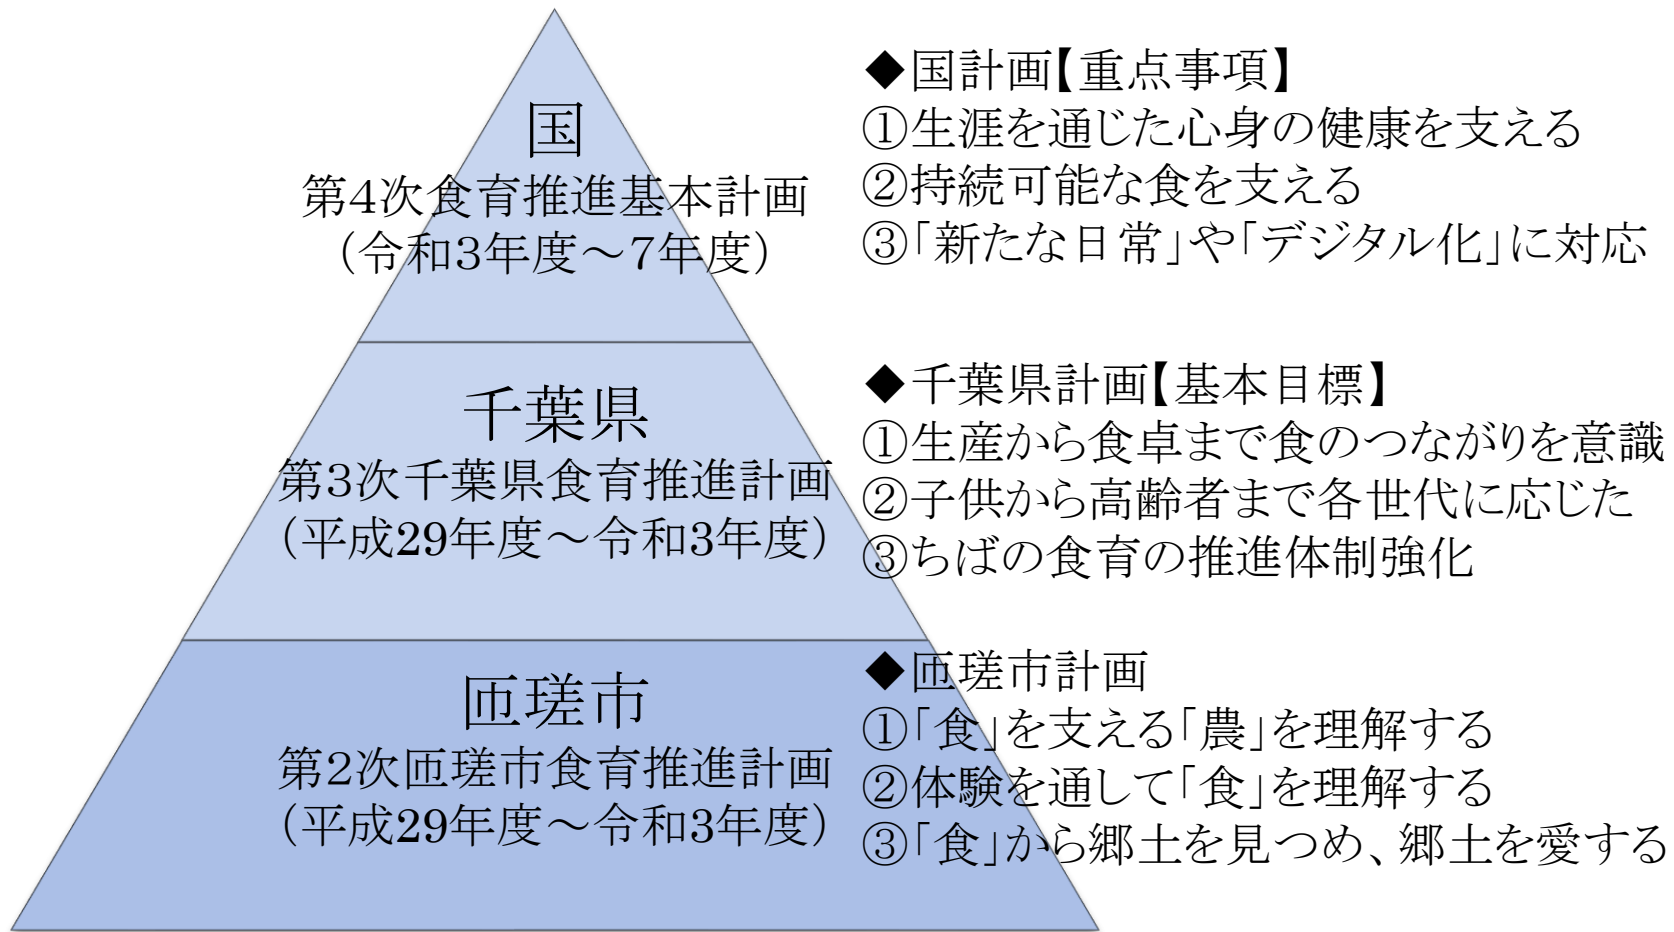 国
第4次食育推進基本計画
（令和3年度～7年度）
◆国計画【重点事項】
①生涯を通じた心身の健康を支える
②持続可能な食を支える
③「新たな日常」や「デジタル化」に対応
千葉県
第3次千葉県食育推進計画
（平成29年度～令和3年度）
◆千葉県計画【基本目標】
①生産から食卓まで食のつながりを意識
②子供から高齢者まで各世代に応じた
③ちばの食育の推進体制強化
匝瑳市
第2次匝瑳市食育推進計画
（平成29年度～令和3年度）
◆匝瑳市計画
①「食」を支える「農」を理解する
②体験を通して「食」を理解する
③「食」から郷土を見つめ、郷土を愛する